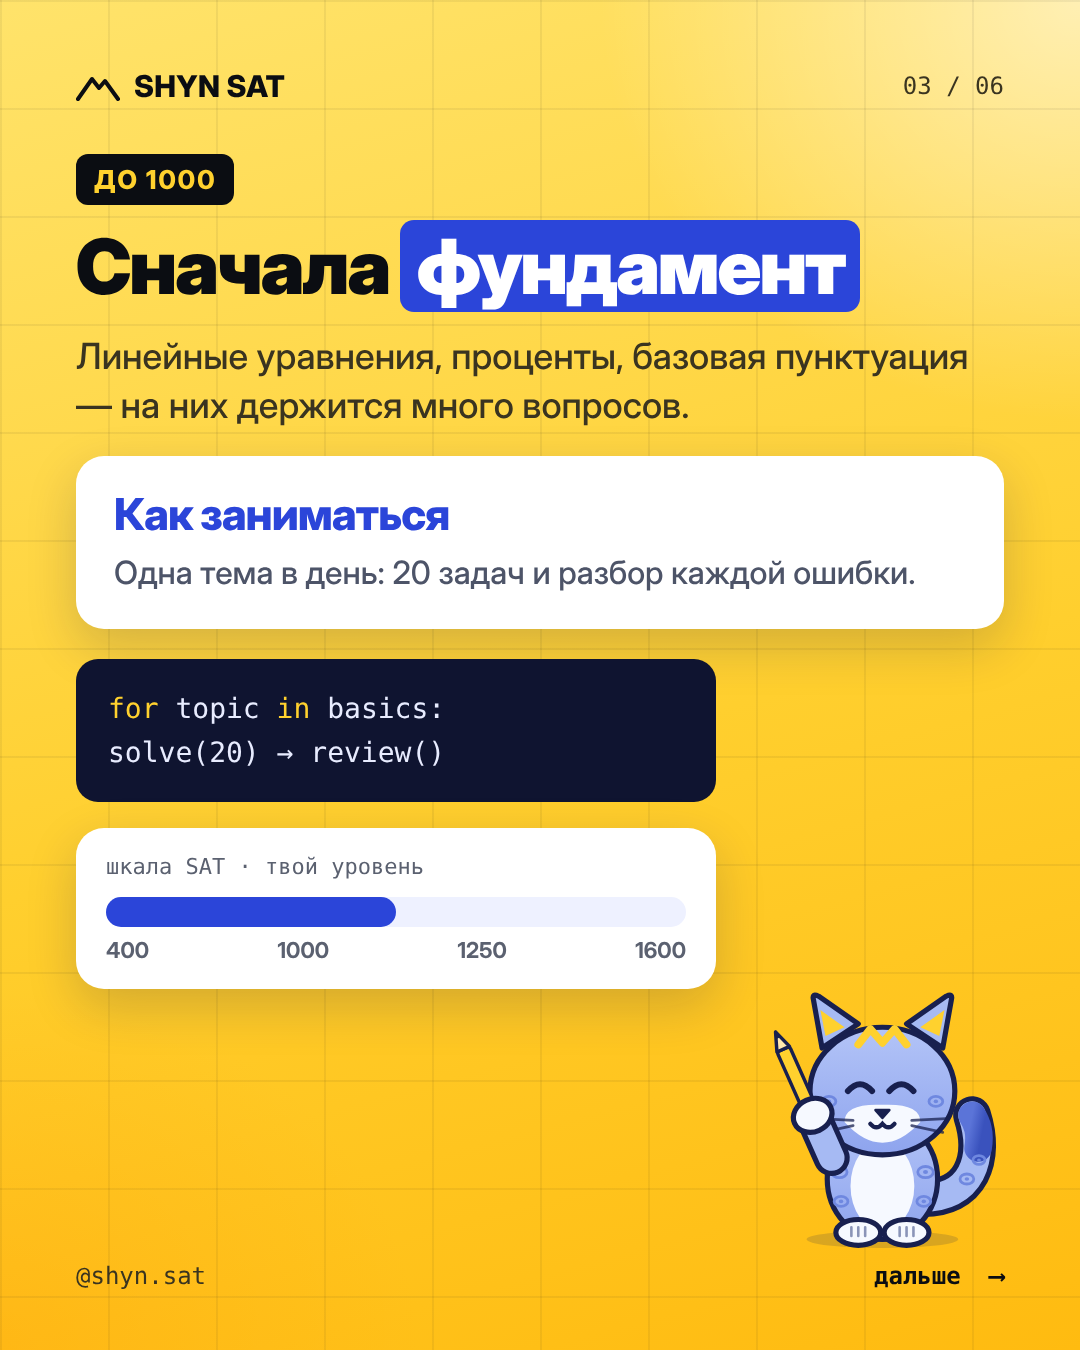 SHYN SAT
03 / 06
ДО 1000
Сначала фундамент
Линейные уравнения, проценты, базовая пунктуация
— на них держится много вопросов.
Как заниматься
Одна тема в день: 20 задач и разбор каждой ошибки.
for topic in basics:
solve(20) → review()
шкала SAT · твой уровень
400 1000 1250 1600
@shyn.sat
дальше →